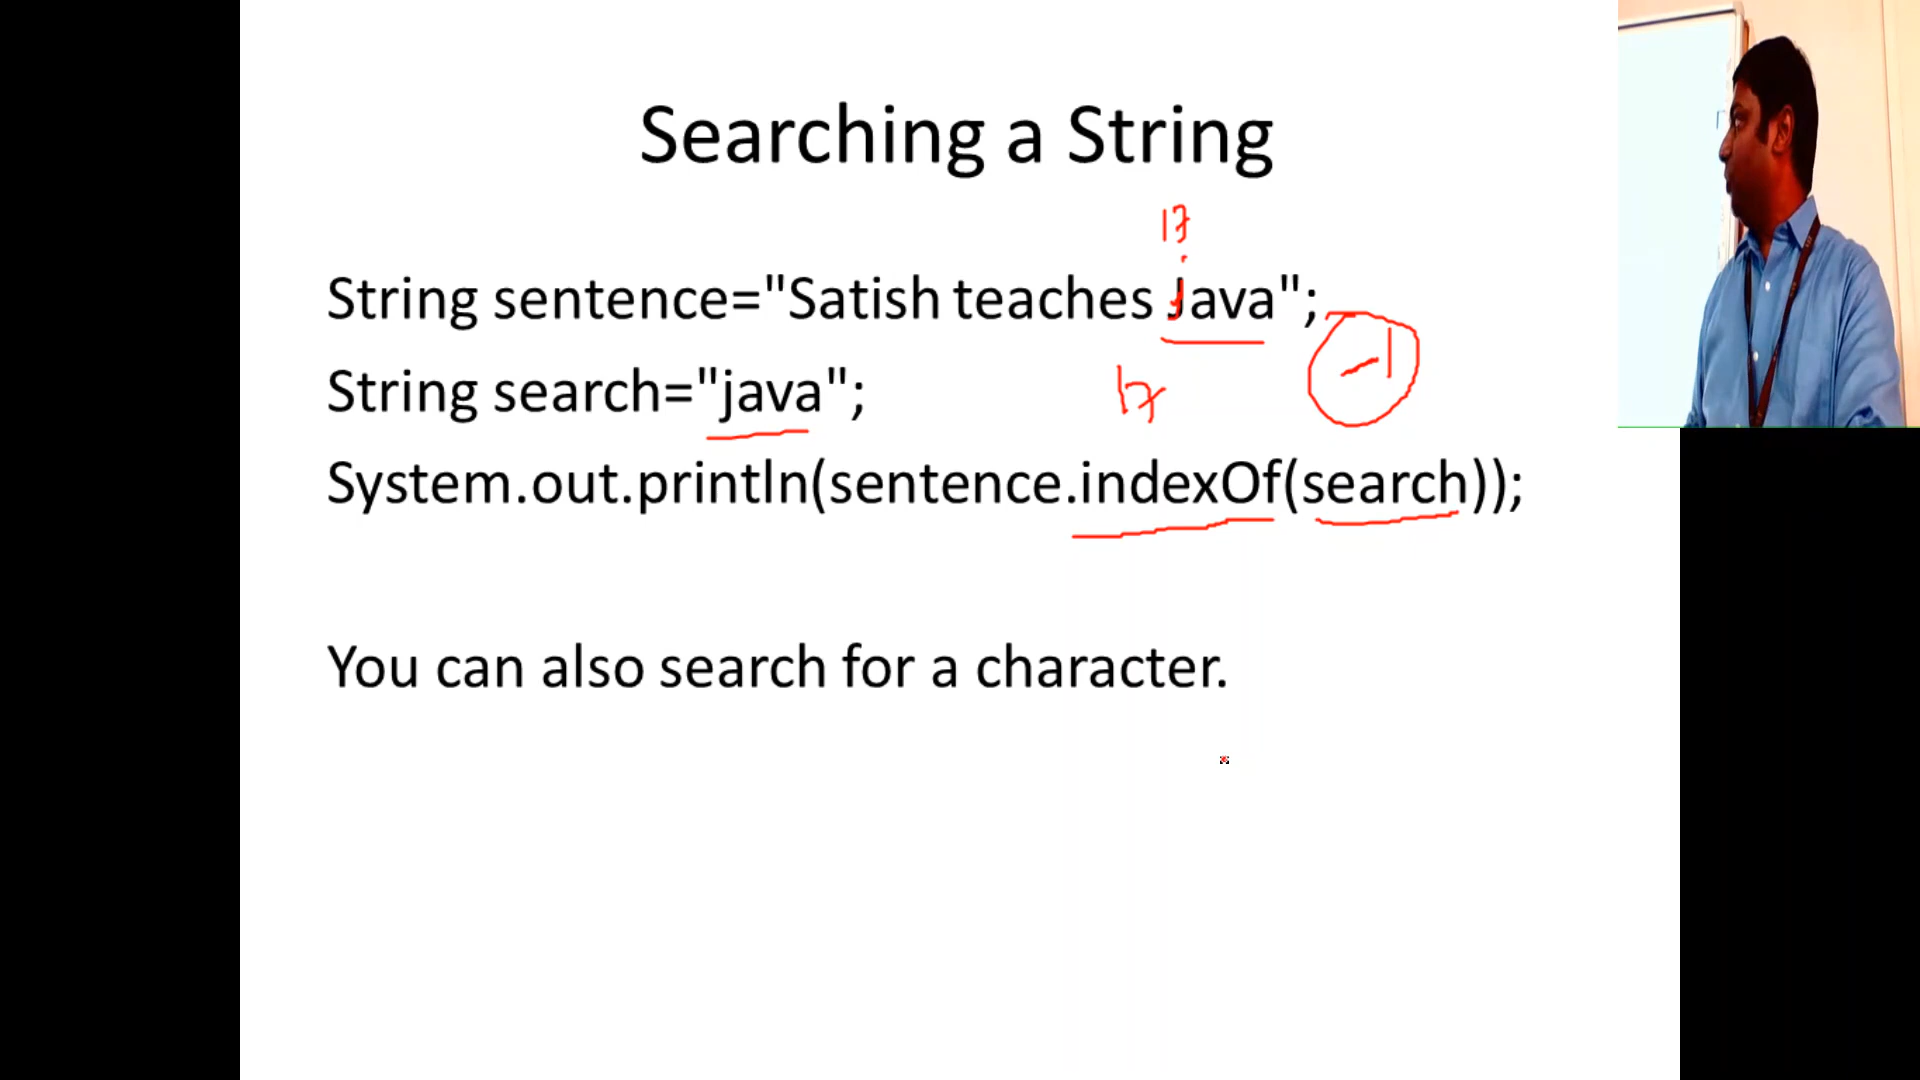 Searching a String
17
String sentence="Satish teaches Java";
-1
String search="java";
17
System.out.println(sentence.indexOf(search));
You can also search for a character.